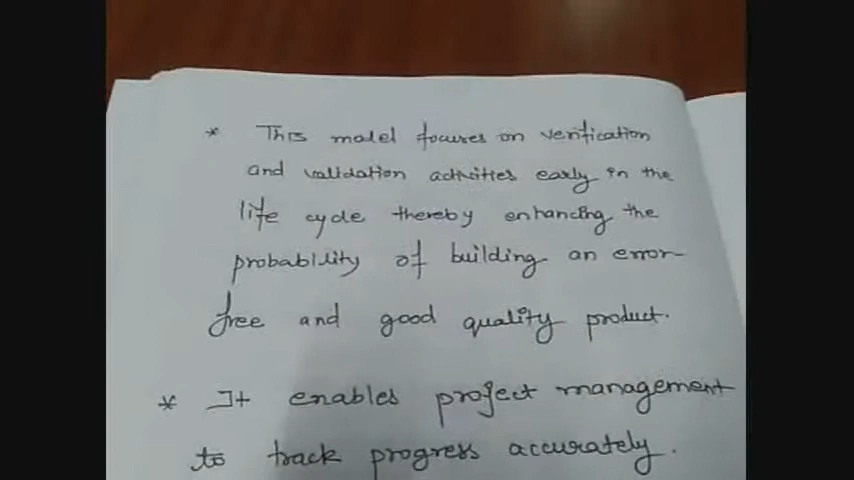 * This model focuses on verification
and validation activities early in the
life cycle thereby enhancing the
probability of building an error-
free and good quality product.
* It enables project management
to track progress accurately.